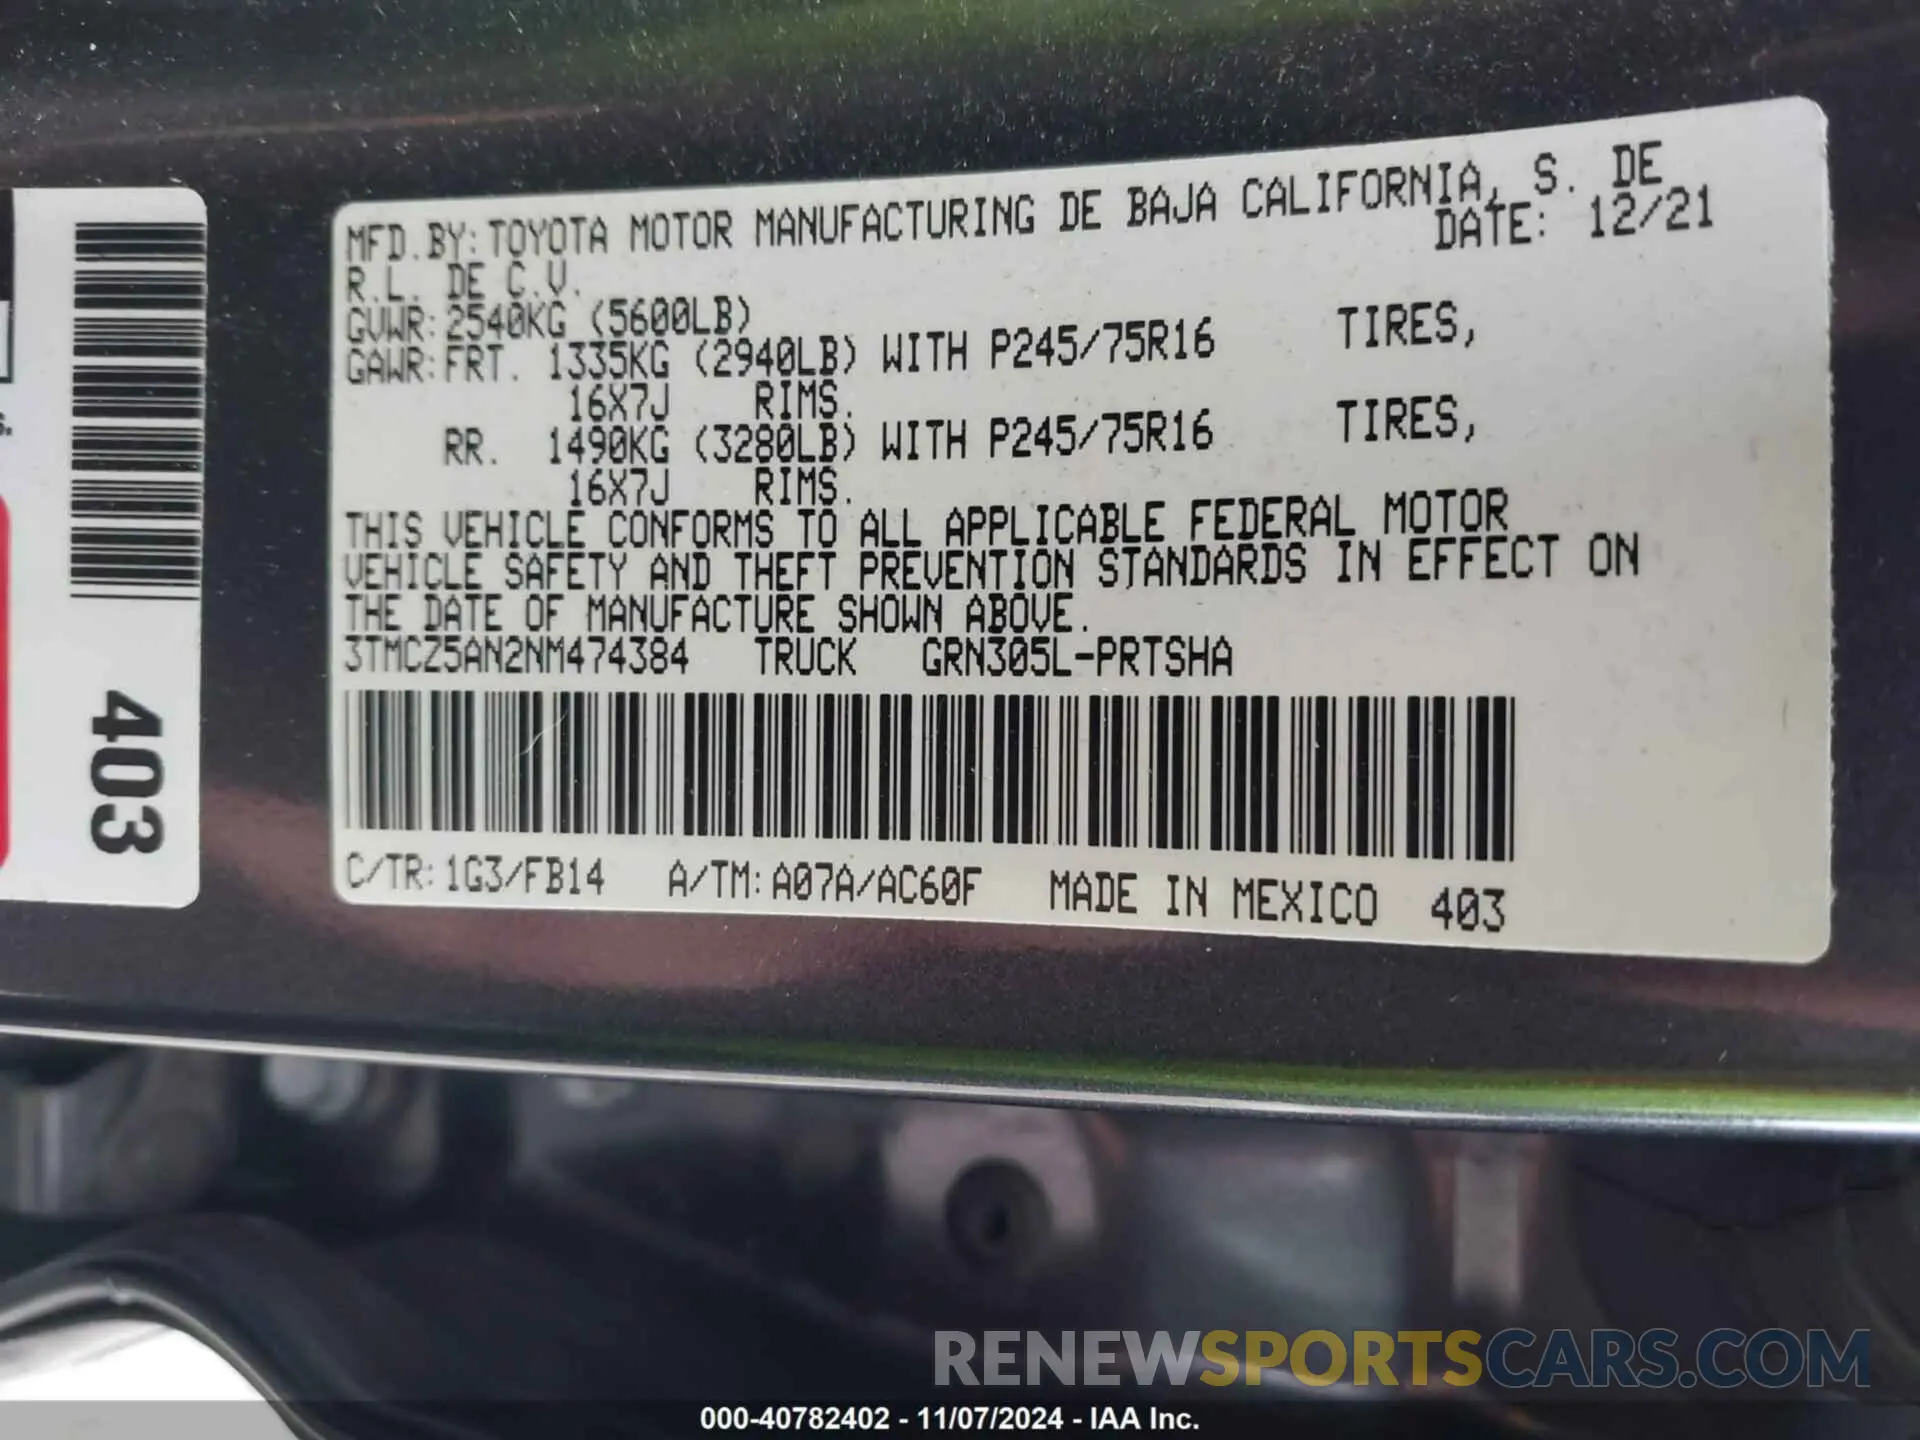 MFD.BY:TOYOTA MOTOR MANUFACTURING DE BAJA CALIFORNIA, S. DE
R.L. DE C.V. DATE: 12/21
GVWR:2540KG (5600LB)
GAWR:FRT. 1335KG (2940LB) WITH P245/75R16 TIRES,
16X7J RIMS.
RR. 1490KG (3280LB) WITH P245/75R16 TIRES,
16X7J RIMS.
THIS VEHICLE CONFORMS TO ALL APPLICABLE FEDERAL MOTOR
VEHICLE SAFETY AND THEFT PREVENTION STANDARDS IN EFFECT ON
THE DATE OF MANUFACTURE SHOWN ABOVE.
3TMCZ5AN2NM474384 TRUCK GRN305L-PRTSHA
C/TR:1G3/FB14 A/TM:A07A/AC60F MADE IN MEXICO 403
403
RENEWSPORTSCARS.COM
000-40782402 - 11/07/2024 - IAA Inc.